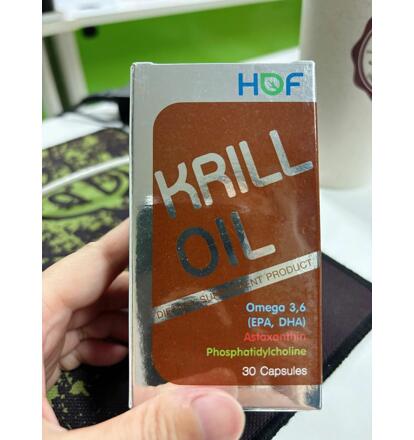 HOF
KRILL
OIL
DIETARY SUPPLEMENT PRODUCT
Omega 3,6
(EPA, DHA)
Astaxanthin
Phosphatidylcholine
30 Capsules